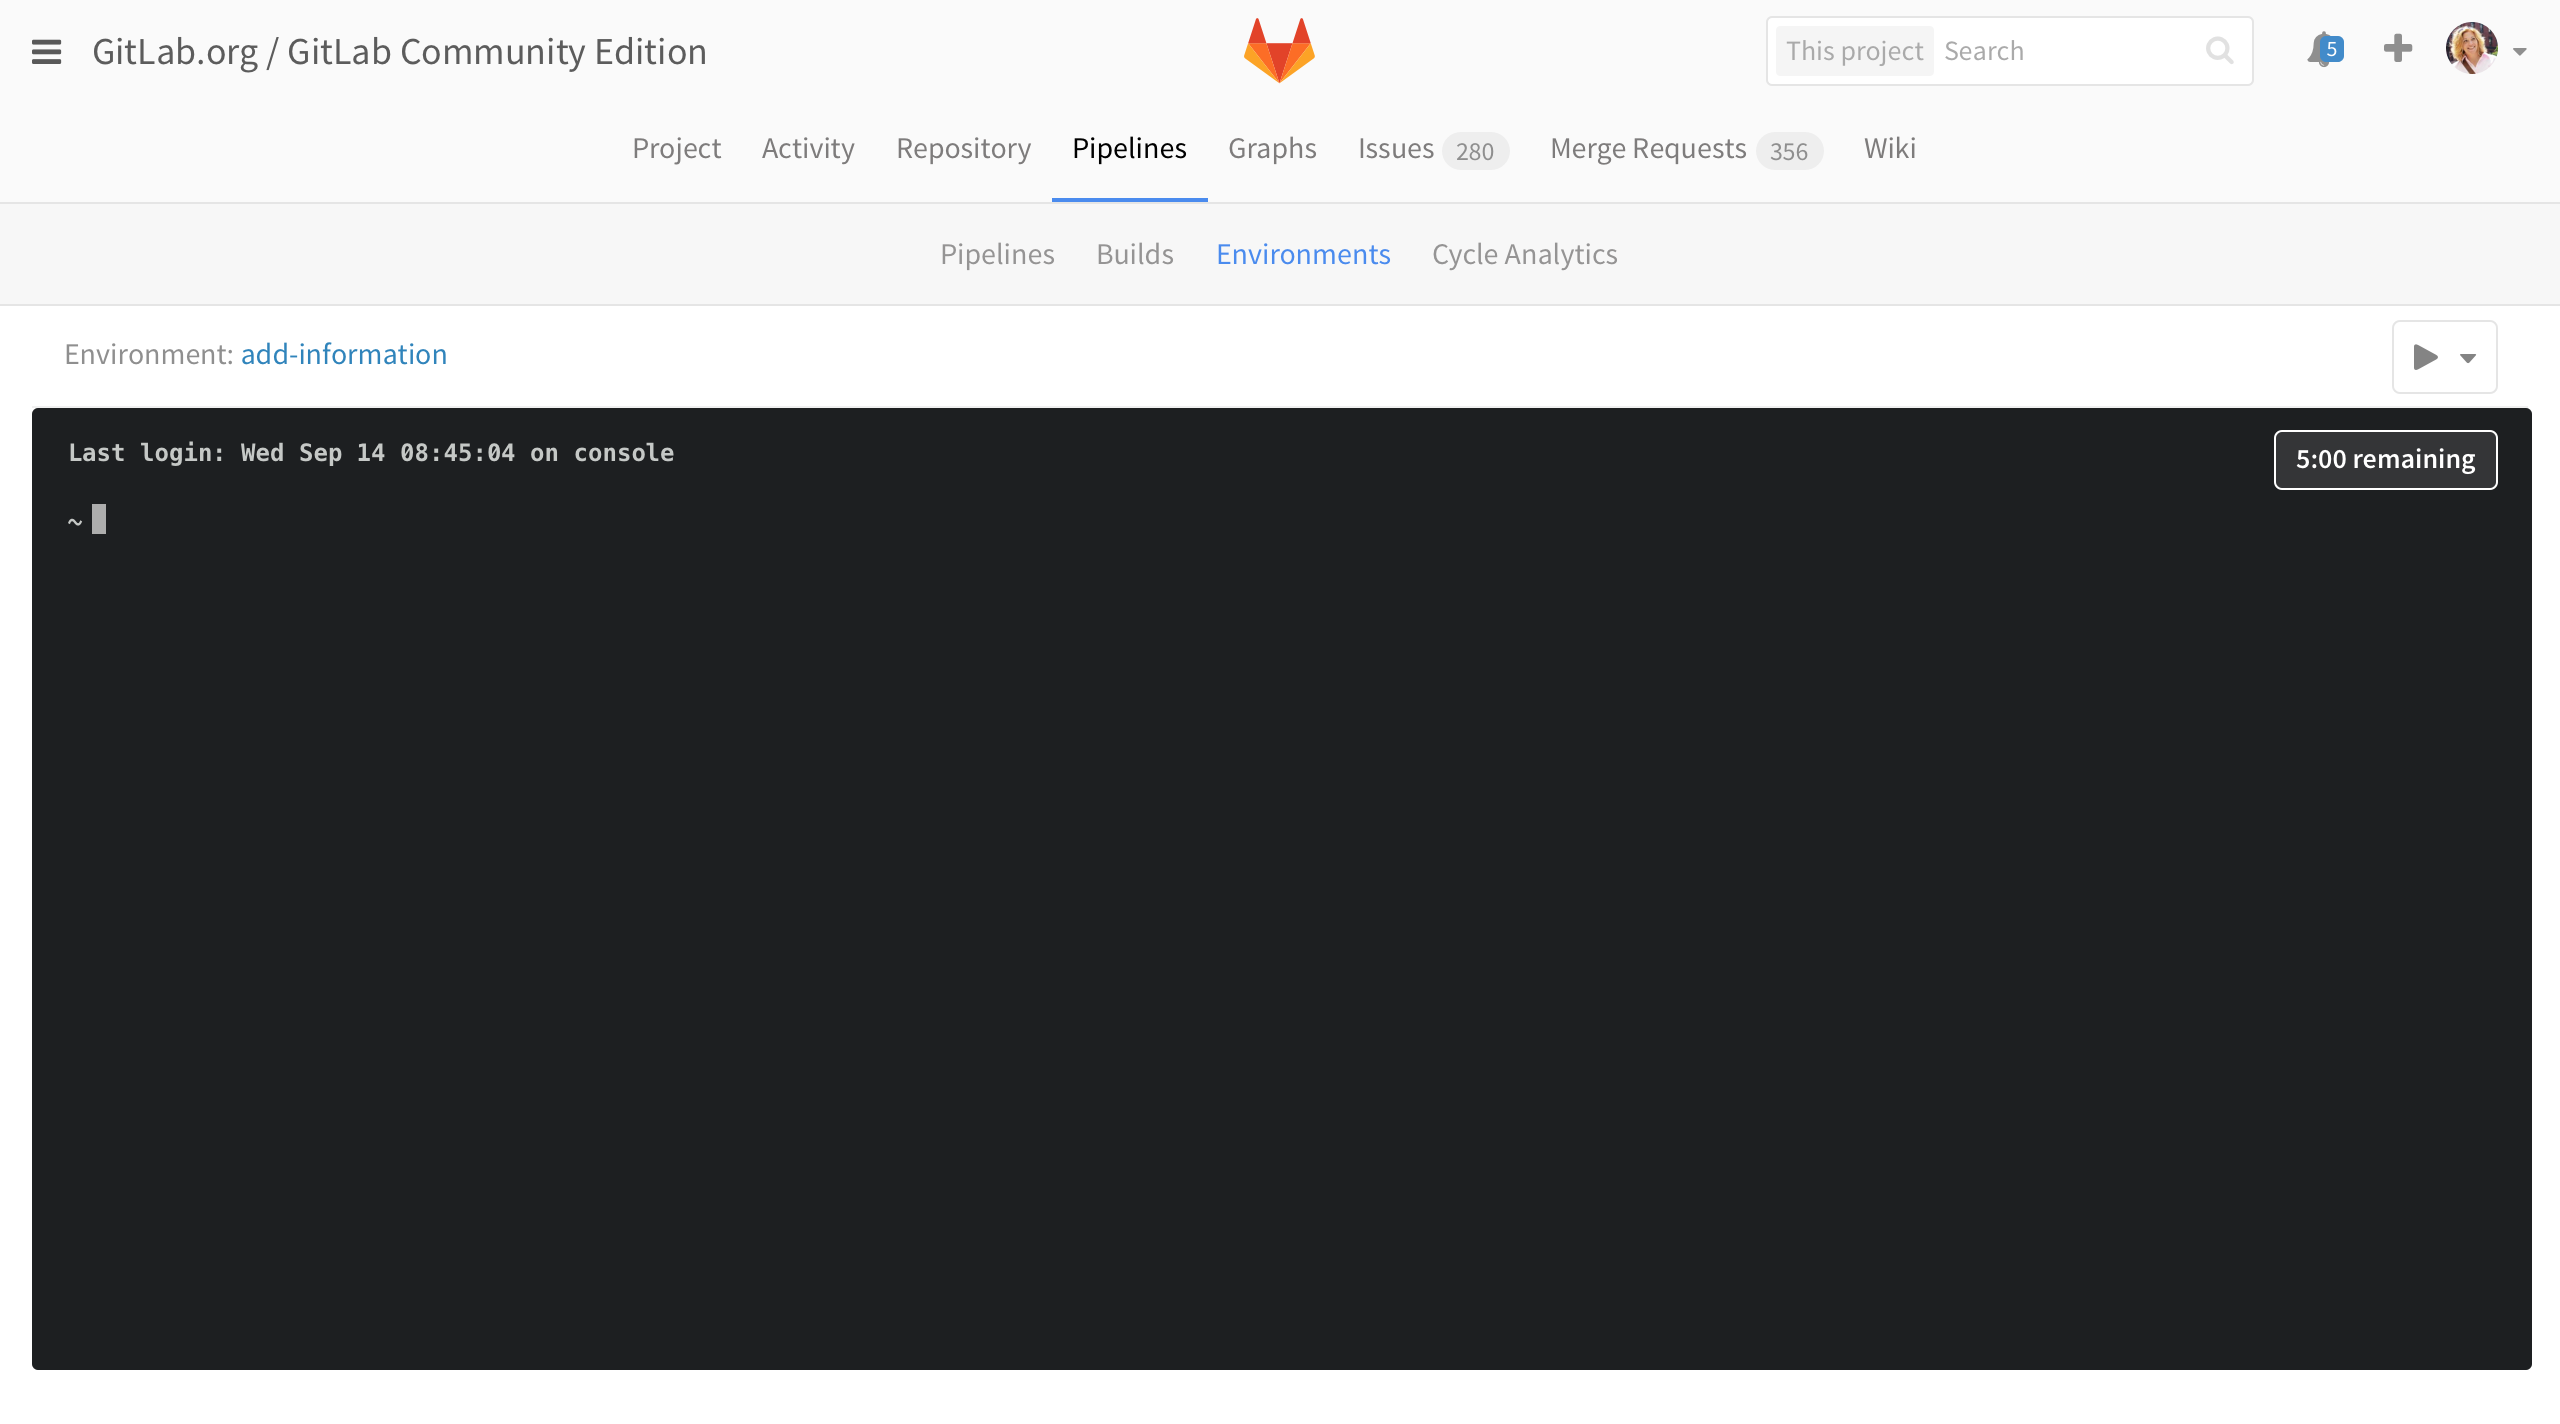 GitLab.org / GitLab Community Edition
This project Search
5
Project Activity Repository Pipelines Graphs Issues 280 Merge Requests 356 Wiki
Pipelines Builds Environments Cycle Analytics
Environment: add-information
Last login: Wed Sep 14 08:45:04 on console
5:00 remaining
~